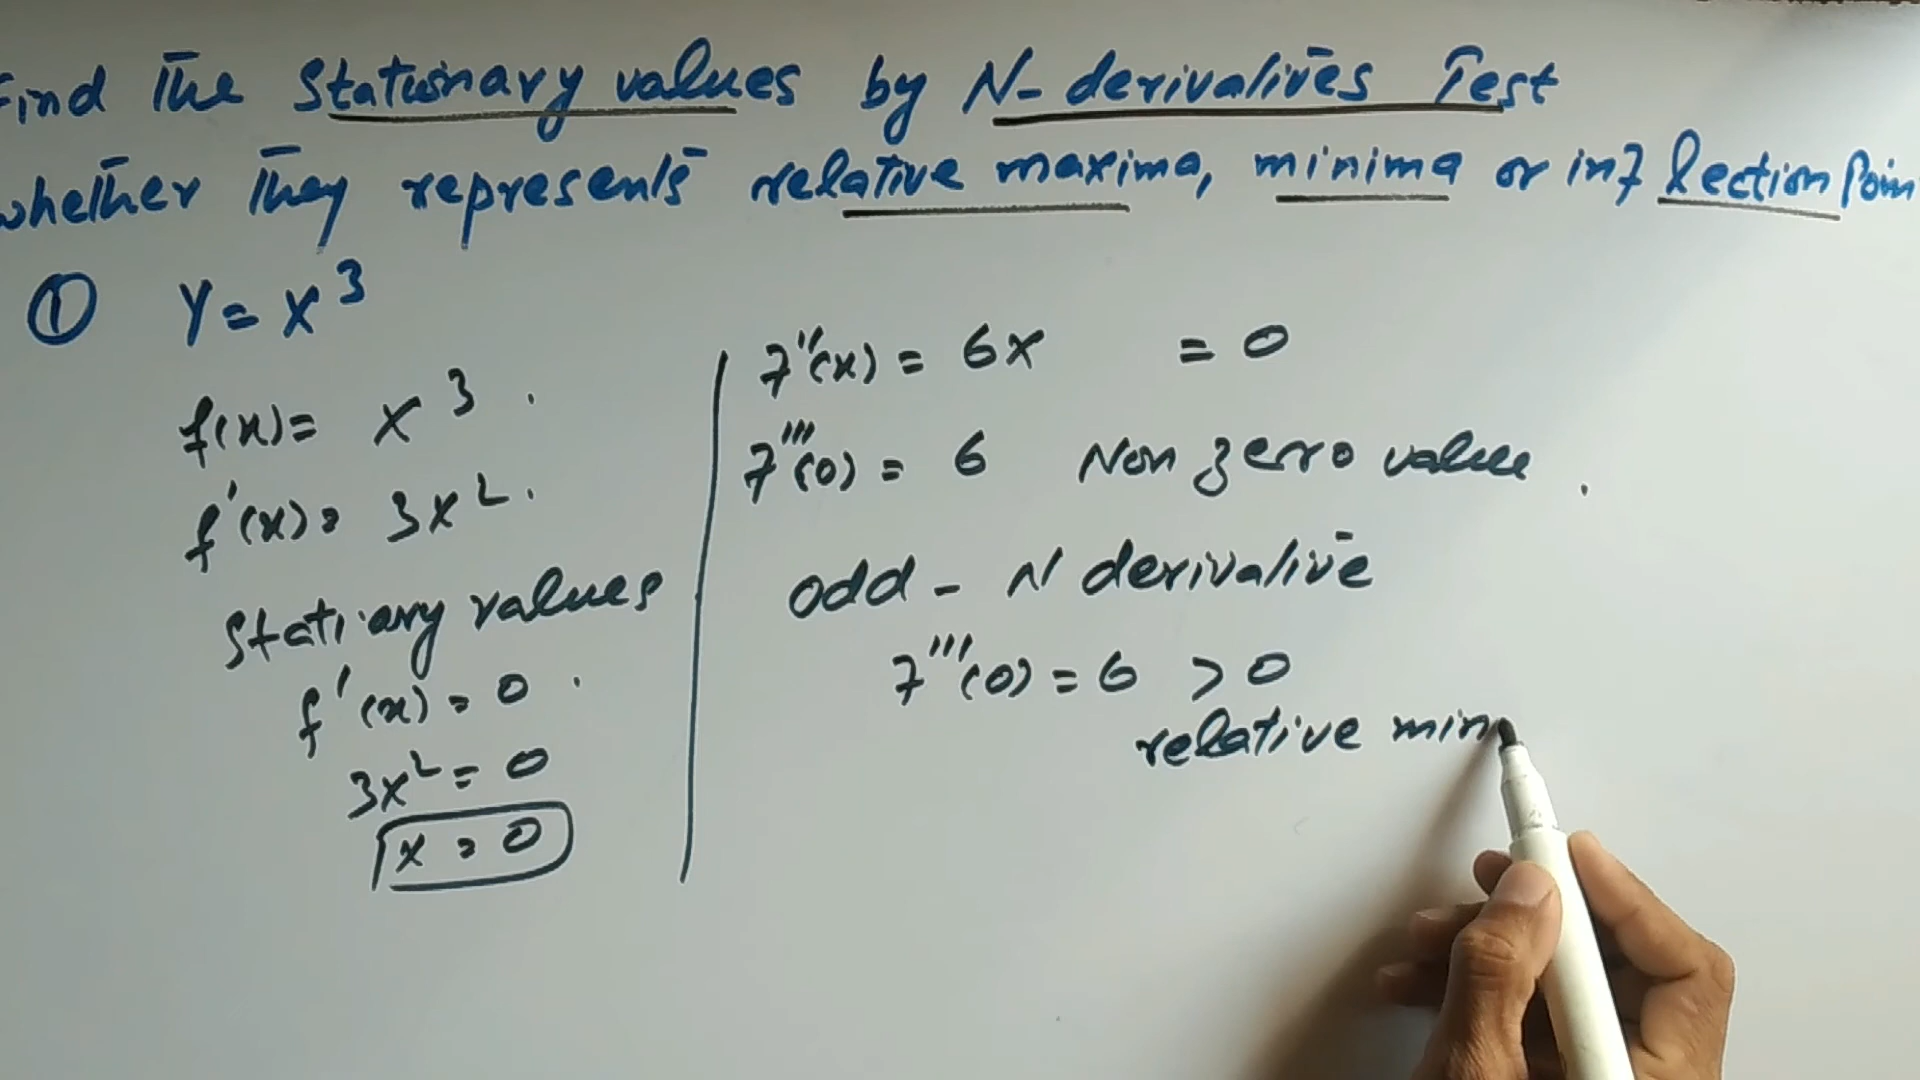 Find The Stationary values by N-derivatives Test
whether They represents relative maxima, minima or inflection Poin
① Y = x³
f(x) = x³.
f'(x) = 3x².
Stationary values
f'(x) = 0.
3x² = 0
x = 0
f''(x) = 6x = 0
f'''(0) = 6 Non zero value.
odd - N derivative
f'''(0) = 6 > 0
relative min